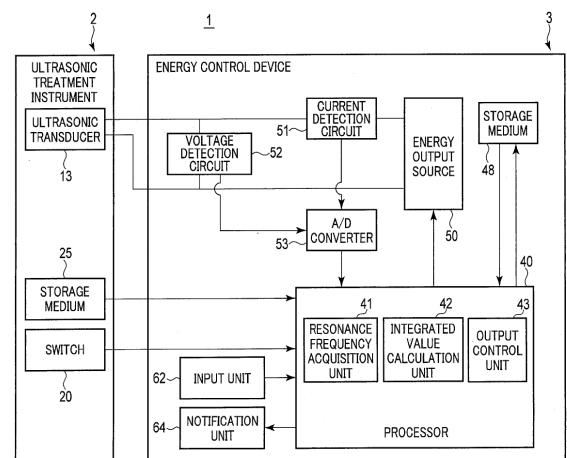 2
1
3
ULTRASONIC
TREATMENT
INSTRUMENT
ENERGY CONTROL DEVICE
ULTRASONIC
TRANSDUCER
13
VOLTAGE
DETECTION
CIRCUIT
52
CURRENT
DETECTION
CIRCUIT
51
ENERGY
OUTPUT
SOURCE
50
STORAGE
MEDIUM
48
A/D
CONVERTER
53
25
STORAGE
MEDIUM
SWITCH
20
40
41
RESONANCE
FREQUENCY
ACQUISITION
UNIT
42
INTEGRATED
VALUE
CALCULATION
UNIT
43
OUTPUT
CONTROL
UNIT
62
INPUT UNIT
64
NOTIFICATION
UNIT
PROCESSOR